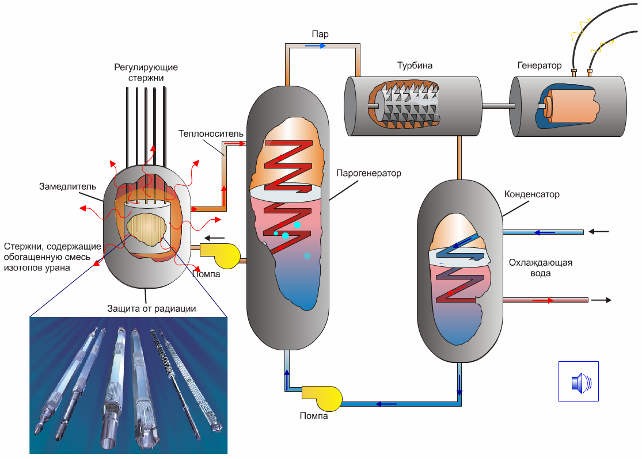 Пар
Турбина
Генератор
Регулирующие
стержни
Теплоноситель
Парогенератор
Замедлитель
Конденсатор
Стержни, содержащие
обогащенную смесь
изотопов урана
Помпа
Охлаждающая
вода
Защита от радиации
Помпа